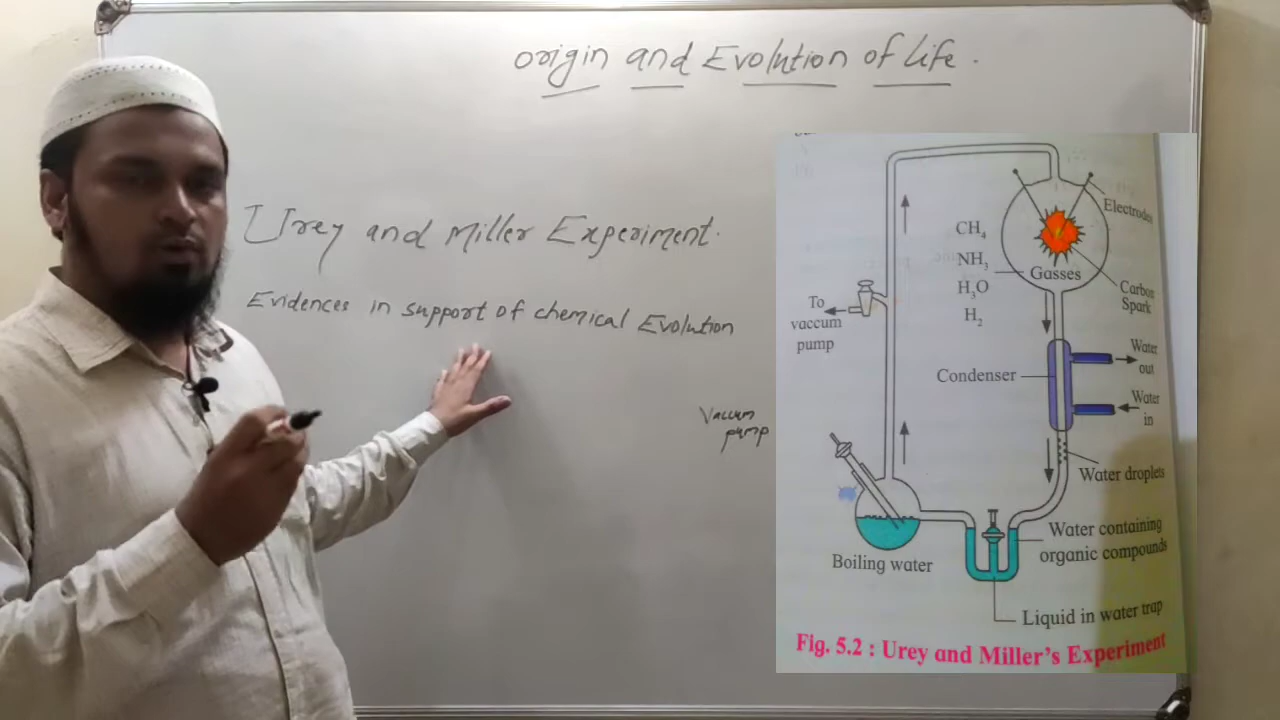 Origin and Evolution of Life.
Urey and Miller Experiment.
Evidences in support of chemical Evolution
Vaccum
pump
Electrodes
CH4
NH3
H3O
H2
Gasses
Carbon
Spark
To
vaccum
pump
Water
out
Condenser
Water
in
Water droplets
Water containing
organic compounds
Boiling water
Liquid in water trap
Fig. 5.2 : Urey and Miller's Experiment